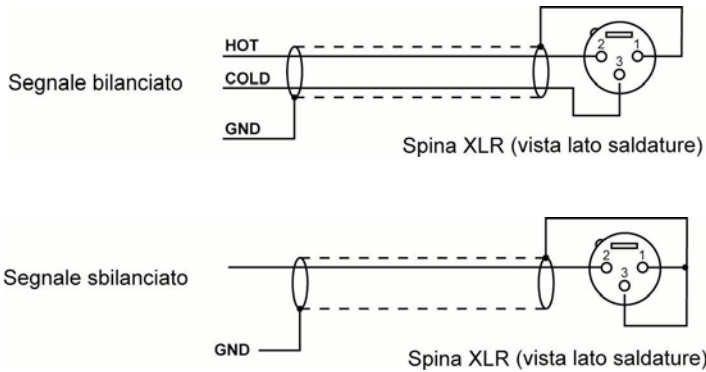 HOT
2
1
3
Segnale bilanciato
COLD
GND
Spina XLR (vista lato saldature)
2
1
3
Segnale sbilanciato
GND
Spina XLR (vista lato saldature)